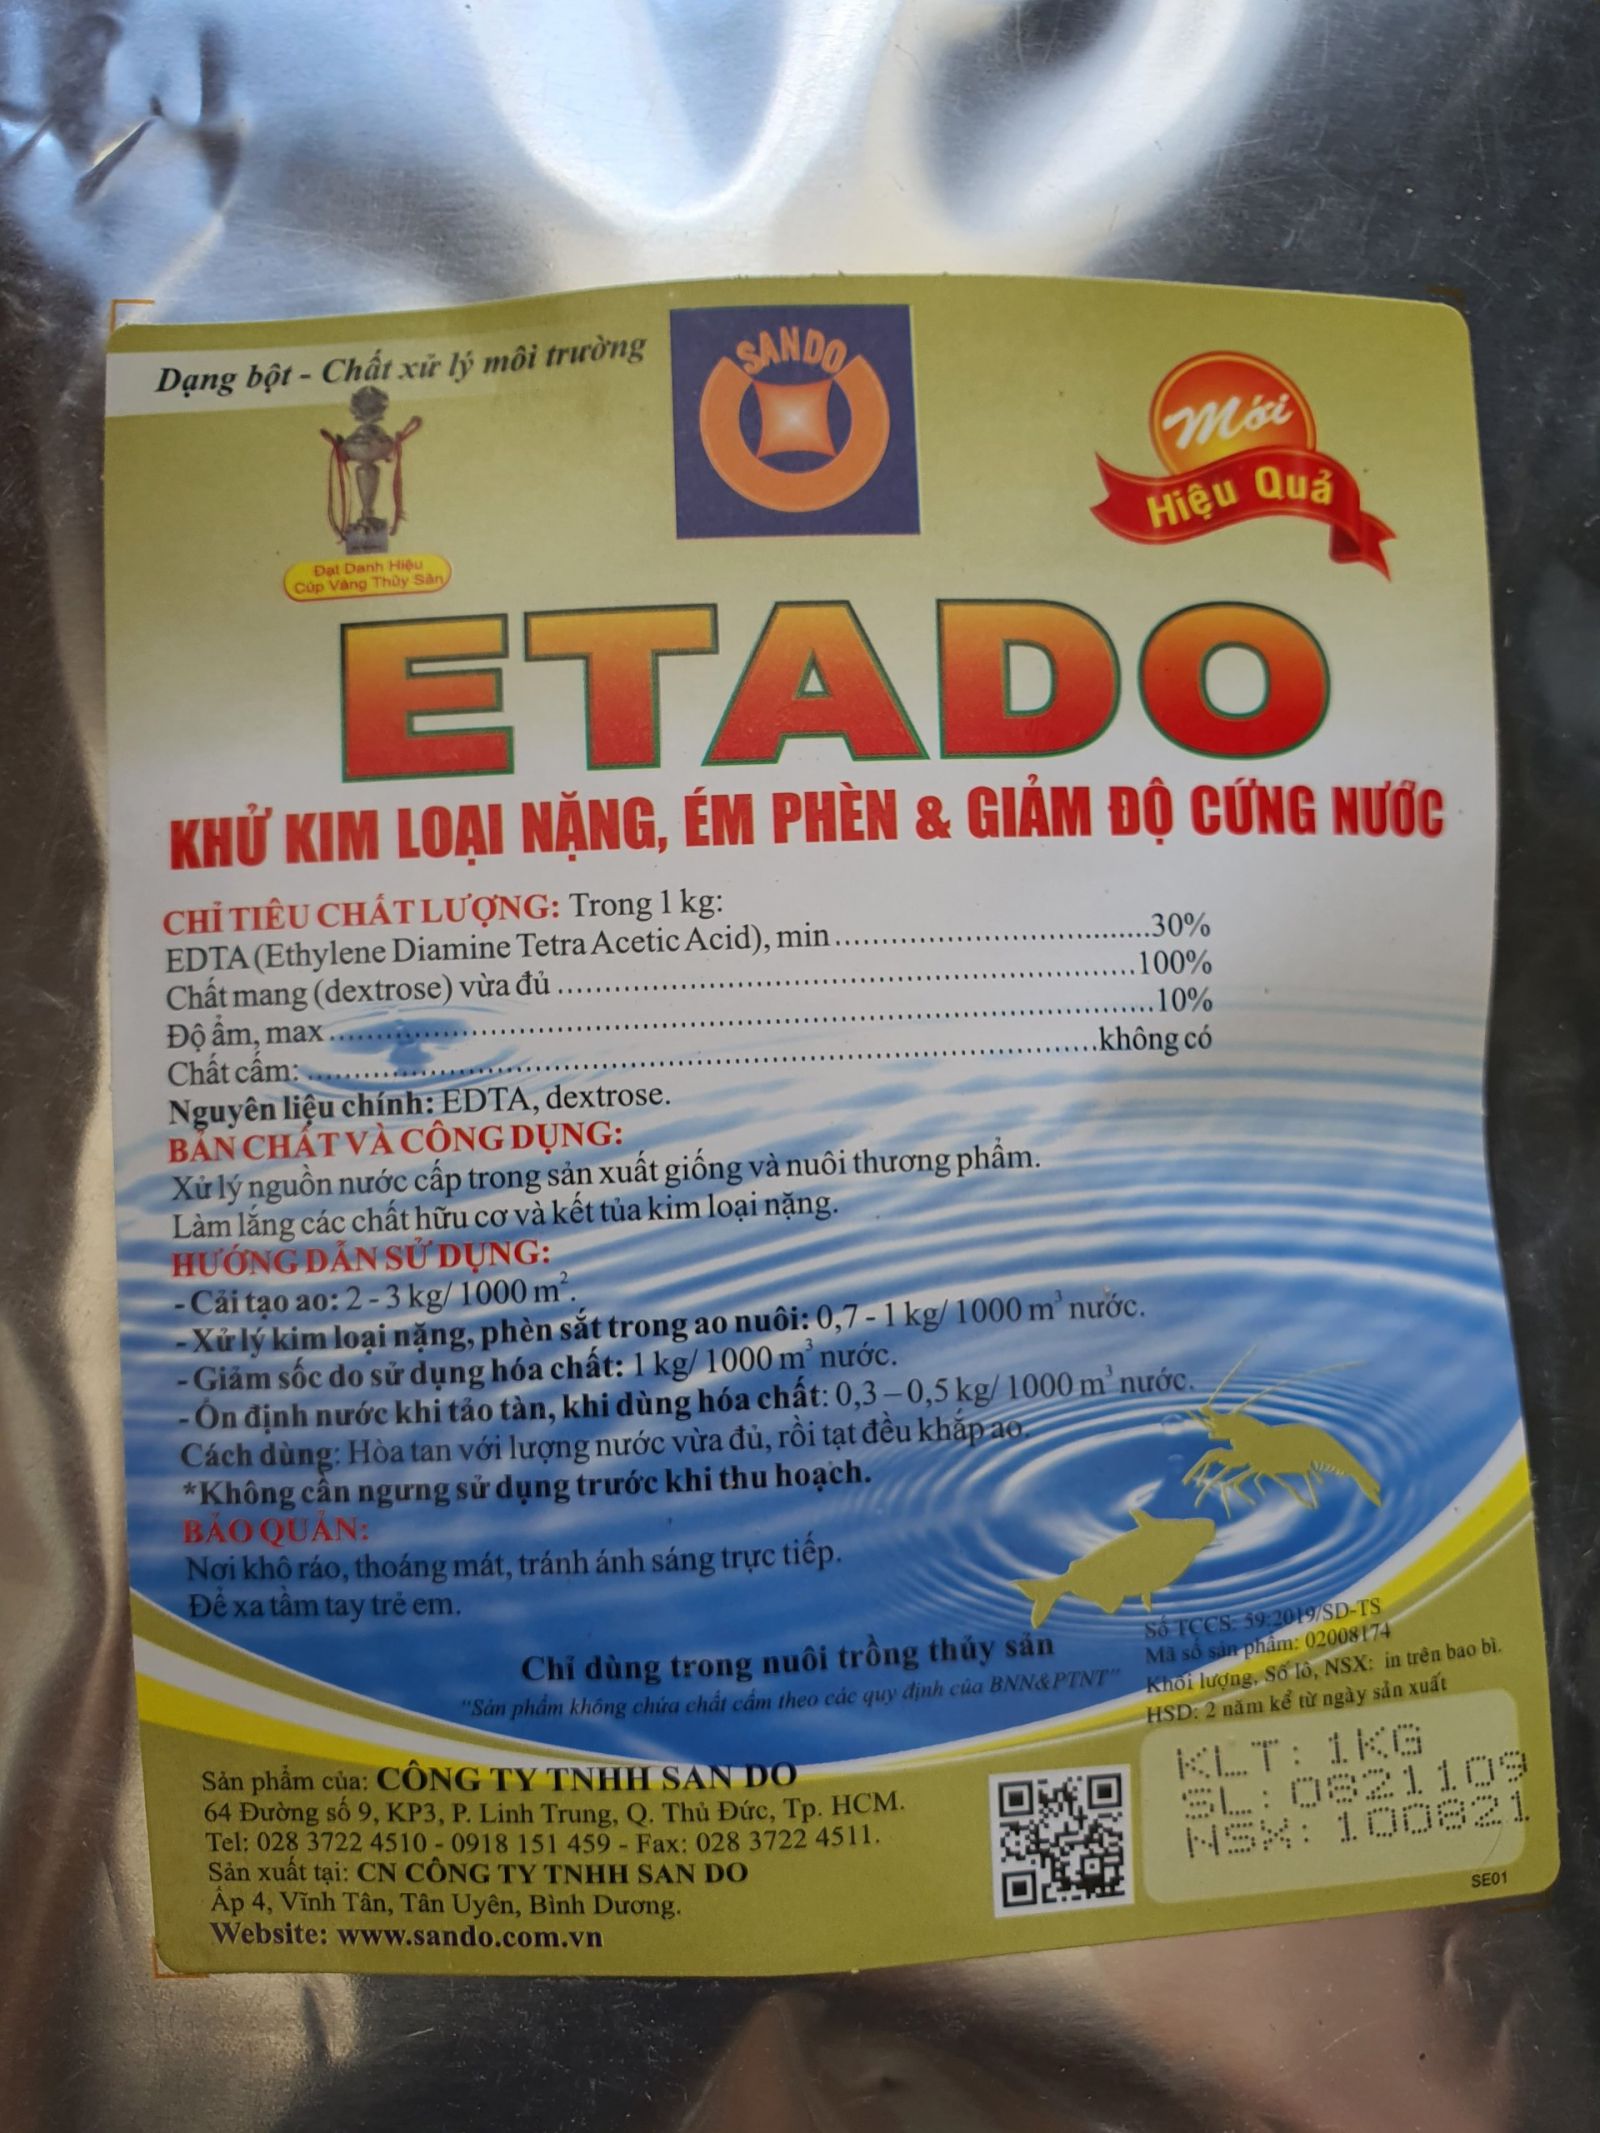 Dạng bột - Chất xử lý môi trường
SANDO
Mới
Hiệu Quả
Đạt Danh Hiệu
Cúp Vàng Thủy Sản
ETADO
KHỬ KIM LOẠI NẶNG, ÉM PHÈN & GIẢM ĐỘ CỨNG NƯỚC
CHỈ TIÊU CHẤT LƯỢNG: Trong 1 kg:
EDTA (Ethylene Diamine Tetra Acetic Acid), min....................................30%
Chất mang (dextrose) vừa đủ....................................100%
Độ ẩm, max....................................10%
Chất cấm:....................................không có
Nguyên liệu chính: EDTA, dextrose.
BẢN CHẤT VÀ CÔNG DỤNG:
Xử lý nguồn nước cấp trong sản xuất giống và nuôi thương phẩm.
Làm lắng các chất hữu cơ và kết tủa kim loại nặng.
HƯỚNG DẪN SỬ DỤNG:
- Cải tạo ao: 2 - 3 kg/ 1000 m².
- Xử lý kim loại nặng, phèn sắt trong ao nuôi: 0,7 - 1 kg/ 1000 m³ nước.
- Giảm sốc do sử dụng hóa chất: 1 kg/ 1000 m³ nước.
- Ổn định nước khi tảo tàn, khi dùng hóa chất: 0,3 – 0,5 kg/ 1000 m³ nước.
Cách dùng: Hòa tan với lượng nước vừa đủ, rồi tạt đều khắp ao.
*Không cần ngưng sử dụng trước khi thu hoạch.
BẢO QUẢN:
Nơi khô ráo, thoáng mát, tránh ánh sáng trực tiếp.
Để xa tầm tay trẻ em.
Chỉ dùng trong nuôi trồng thủy sản
"Sản phẩm không chứa chất cấm theo các quy định của BNN&PTNT"
Số TCCS: 59:2019/SD-TS
Mã số sản phẩm: 02008174
Khối lượng, Số lô, NSX: in trên bao bì.
HSD: 2 năm kể từ ngày sản xuất
KLT: 1KG
SL: 0821109
NSX: 100821
SE01
Sản phẩm của: CÔNG TY TNHH SAN DO
64 Đường số 9, KP3, P. Linh Trung, Q. Thủ Đức, Tp. HCM.
Tel: 028 3722 4510 - 0918 151 459 - Fax: 028 3722 4511.
Sản xuất tại: CN CÔNG TY TNHH SAN DO
Ấp 4, Vĩnh Tân, Tân Uyên, Bình Dương.
Website: www.sando.com.vn